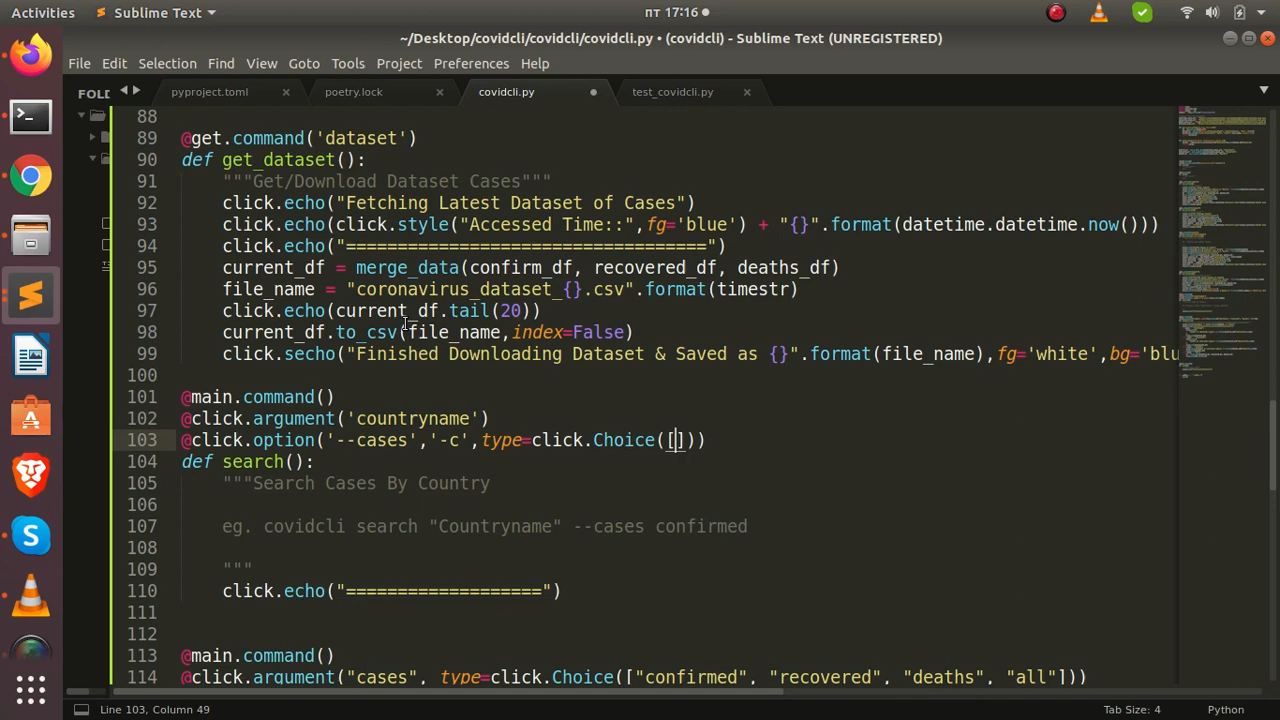 Activities Sublime Text пт 17:16
~/Desktop/covidcli/covidcli/covidcli.py • (covidcli) - Sublime Text (UNREGISTERED)
File Edit Selection Find View Goto Tools Project Preferences Help
FOLD pyproject.toml poetry.lock covidcli.py test_covidcli.py
88
89 @get.command('dataset')
90 def get_dataset():
91 """Get/Download Dataset Cases"""
92 click.echo("Fetching Latest Dataset of Cases")
93 click.echo(click.style("Accessed Time::",fg='blue') + "{}".format(datetime.datetime.now()))
94 click.echo("===================================")
95 current_df = merge_data(confirm_df, recovered_df, deaths_df)
96 file_name = "coronavirus_dataset_{}.csv".format(timestr)
97 click.echo(current_df.tail(20))
98 current_df.to_csv(file_name,index=False)
99 click.secho("Finished Downloading Dataset & Saved as {}".format(file_name),fg='white',bg='blu
100
101 @main.command()
102 @click.argument('countryname')
103 @click.option('--cases','-c',type=click.Choice([]))
104 def search():
105 """Search Cases By Country
106
107 eg. covidcli search "Countryname" --cases confirmed
108
109 """
110 click.echo("===================")
111
112
113 @main.command()
114 @click.argument("cases", type=click.Choice(["confirmed", "recovered", "deaths", "all"]))
Line 103, Column 49 Tab Size: 4 Python